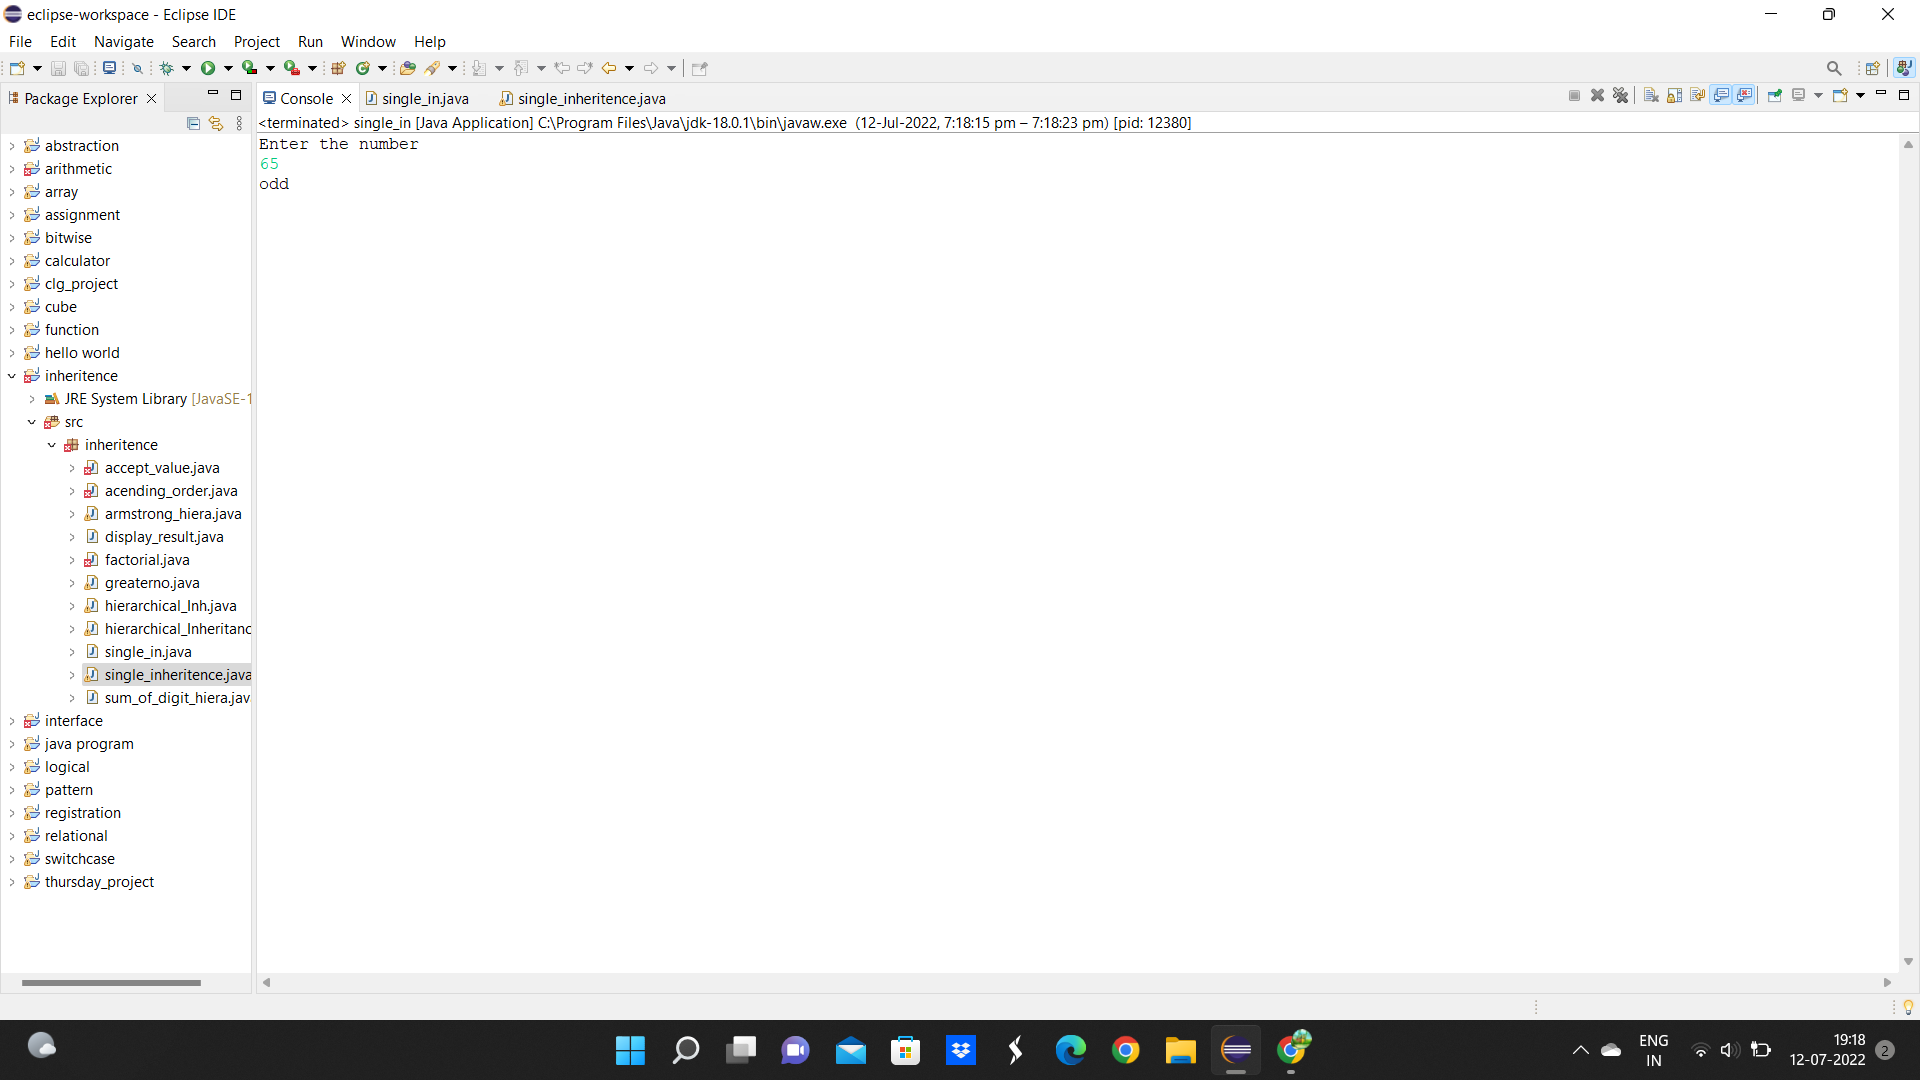 eclipse-workspace - Eclipse IDE
File Edit Navigate Search Project Run Window Help
Package Explorer
Console single_in.java single_inheritence.java
<terminated> single_in [Java Application] C:\Program Files\Java\jdk-18.0.1\bin\javaw.exe (12-Jul-2022, 7:18:15 pm – 7:18:23 pm) [pid: 12380]
Enter the number
65
odd
abstraction
arithmetic
array
assignment
bitwise
calculator
clg_project
cube
function
hello world
inheritence
JRE System Library [JavaSE-1
src
inheritence
accept_value.java
acending_order.java
armstrong_hiera.java
display_result.java
factorial.java
greaterno.java
hierarchical_Inh.java
hierarchical_Inheritanc
single_in.java
single_inheritence.java
sum_of_digit_hiera.jav
interface
java program
logical
pattern
registration
relational
switchcase
thursday_project
ENG
IN
19:18
12-07-2022
2